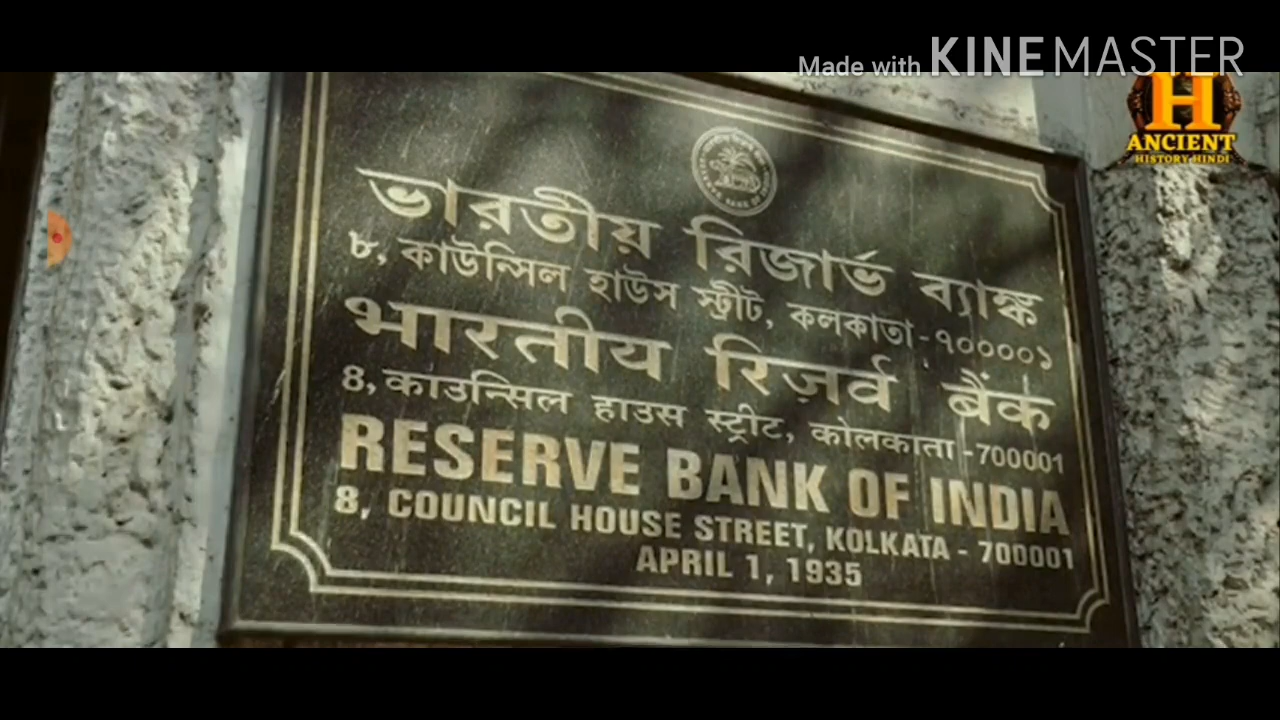 Made with KINEMASTER
H
ANCIENT
HISTORY HINDI
ভারতীয় রিজার্ভ ব্যাঙ্ক
৮, কাউন্সিল হাউস স্ট্রীট, কলকাতা-৭০০০০১
भारतीय रिज़र्व बैंक
8, काउन्सिल हाउस स्ट्रीट, कोलकाता-700001
RESERVE BANK OF INDIA
8, COUNCIL HOUSE STREET, KOLKATA - 700001
APRIL 1, 1935